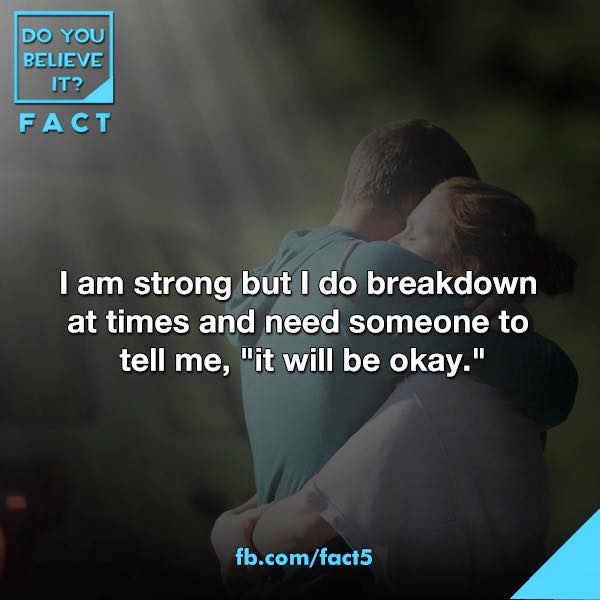 DO YOU
BELIEVE
IT?
FACT
I am strong but I do breakdown
at times and need someone to
tell me, "it will be okay."
fb.com/fact5